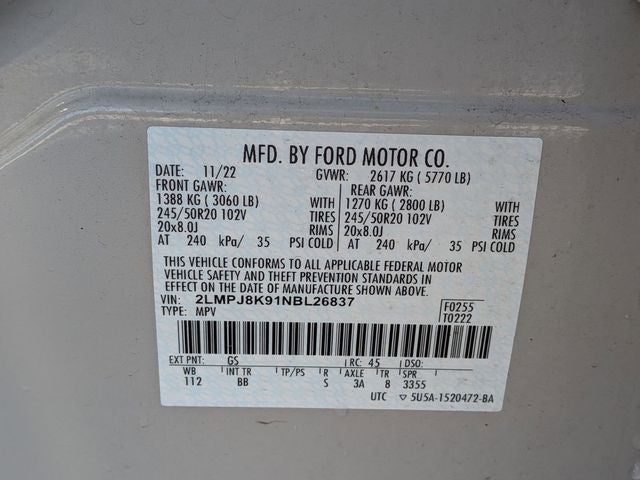 MFD. BY FORD MOTOR CO.
DATE: 11/22 GVWR: 2617 KG ( 5770 LB)
FRONT GAWR: REAR GAWR:
1388 KG ( 3060 LB) WITH 1270 KG ( 2800 LB) WITH
245/50R20 102V TIRES 245/50R20 102V TIRES
20x8.0J RIMS 20x8.0J RIMS
AT 240 kPa/ 35 PSI COLD AT 240 kPa/ 35 PSI COLD
THIS VEHICLE CONFORMS TO ALL APPLICABLE FEDERAL MOTOR
VEHICLE SAFETY AND THEFT PREVENTION STANDARDS IN
EFFECT ON THE DATE OF MANUFACTURE SHOWN ABOVE.
VIN: 2LMPJ8K91NBL26837 F0255
TYPE: MPV T0222
EXT PNT: GS RC: 45 DSO:
WB INT TR TP/PS R AXLE TR SPR
112 BB S 3A 8 3355
UTC ▽ 5U5A-1520472-BA